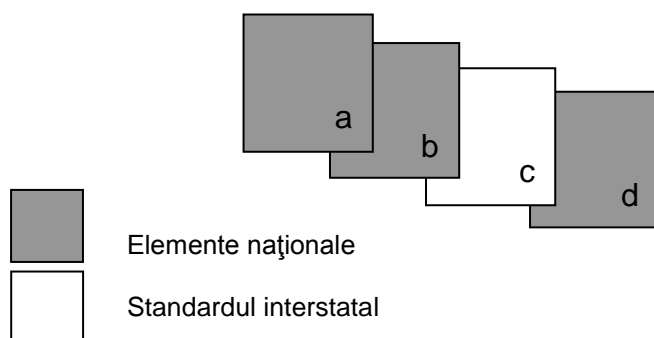 a
b
c
d
Elemente naţionale
Standardul interstatal